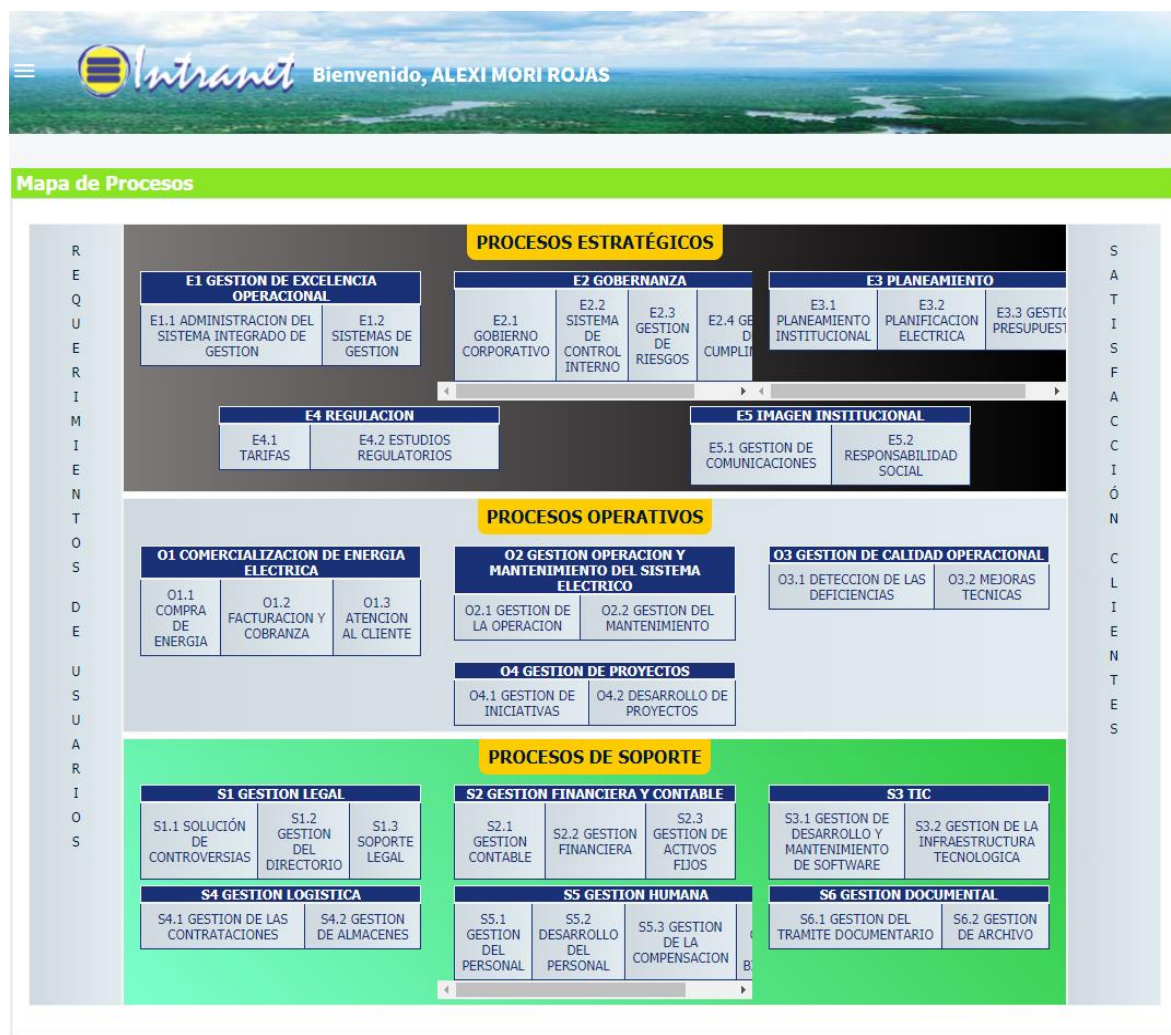 Intranet Bienvenido, ALEXI MORI ROJAS
Mapa de Procesos
REQUERIMIENTOS DE USUARIOS
PROCESOS ESTRATÉGICOS
E1 GESTION DE EXCELENCIA
OPERACIONAL
E1.1 ADMINISTRACION DEL
SISTEMA INTEGRADO DE
GESTION
E1.2
SISTEMAS DE
GESTION
E2 GOBERNANZA
E2.1
GOBIERNO
CORPORATIVO
E2.2
SISTEMA
DE
CONTROL
INTERNO
E2.3
GESTION
DE
RIESGOS
E2.4 GE
D
CUMPLI
E3 PLANEAMIENTO
E3.1
PLANEAMIENTO
INSTITUCIONAL
E3.2
PLANIFICACION
ELECTRICA
E3.3 GESTIO
PRESUPUEST
E4 REGULACION
E4.1
TARIFAS
E4.2 ESTUDIOS
REGULATORIOS
E5 IMAGEN INSTITUCIONAL
E5.1 GESTION DE
COMUNICACIONES
E5.2
RESPONSABILIDAD
SOCIAL
PROCESOS OPERATIVOS
O1 COMERCIALIZACION DE ENERGIA
ELECTRICA
O1.1
COMPRA
DE
ENERGIA
O1.2
FACTURACION Y
COBRANZA
O1.3
ATENCION
AL CLIENTE
O2 GESTION OPERACION Y
MANTENIMIENTO DEL SISTEMA
ELECTRICO
O2.1 GESTION DE
LA OPERACION
O2.2 GESTION DEL
MANTENIMIENTO
O3 GESTION DE CALIDAD OPERACIONAL
O3.1 DETECCION DE LAS
DEFICIENCIAS
O3.2 MEJORAS
TECNICAS
O4 GESTION DE PROYECTOS
O4.1 GESTION DE
INICIATIVAS
O4.2 DESARROLLO DE
PROYECTOS
PROCESOS DE SOPORTE
S1 GESTION LEGAL
S1.1 SOLUCIÓN
DE
CONTROVERSIAS
S1.2
GESTION
DEL
DIRECTORIO
S1.3
SOPORTE
LEGAL
S2 GESTION FINANCIERA Y CONTABLE
S2.1
GESTION
CONTABLE
S2.2 GESTION
FINANCIERA
S2.3
GESTION DE
ACTIVOS
FIJOS
S3 TIC
S3.1 GESTION DE
DESARROLLO Y
MANTENIMIENTO
DE SOFTWARE
S3.2 GESTION DE LA
INFRAESTRUCTURA
TECNOLOGICA
S4 GESTION LOGISTICA
S4.1 GESTION DE LAS
CONTRATACIONES
S4.2 GESTION
DE ALMACENES
S5 GESTION HUMANA
S5.1
GESTION
DEL
PERSONAL
S5.2
DESARROLLO
DEL
PERSONAL
S5.3 GESTION
DE LA
COMPENSACION
S6 GESTION DOCUMENTAL
S6.1 GESTION DEL
TRAMITE DOCUMENTARIO
S6.2 GESTION
DE ARCHIVO
SATISFACCIÓN CLIENTES